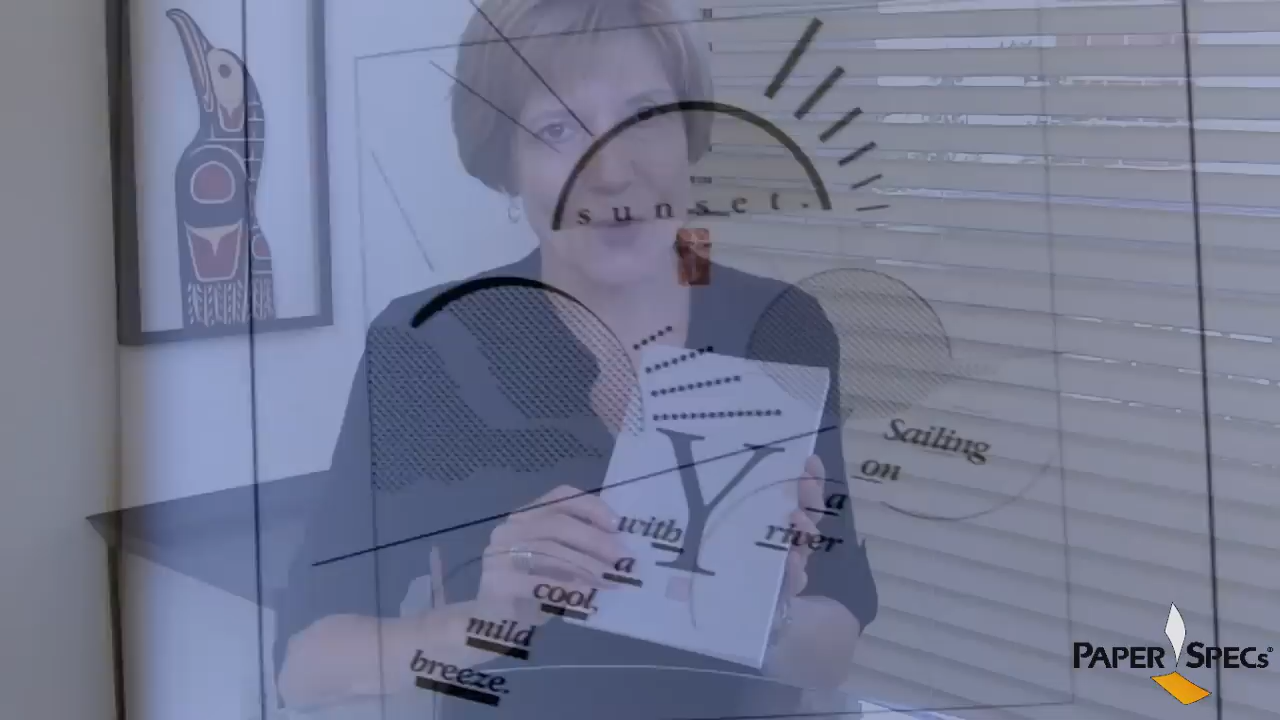 sunset.
Sailing
on
a
river
with
a
cool,
mild
breeze.
Y
PAPER SPECS®